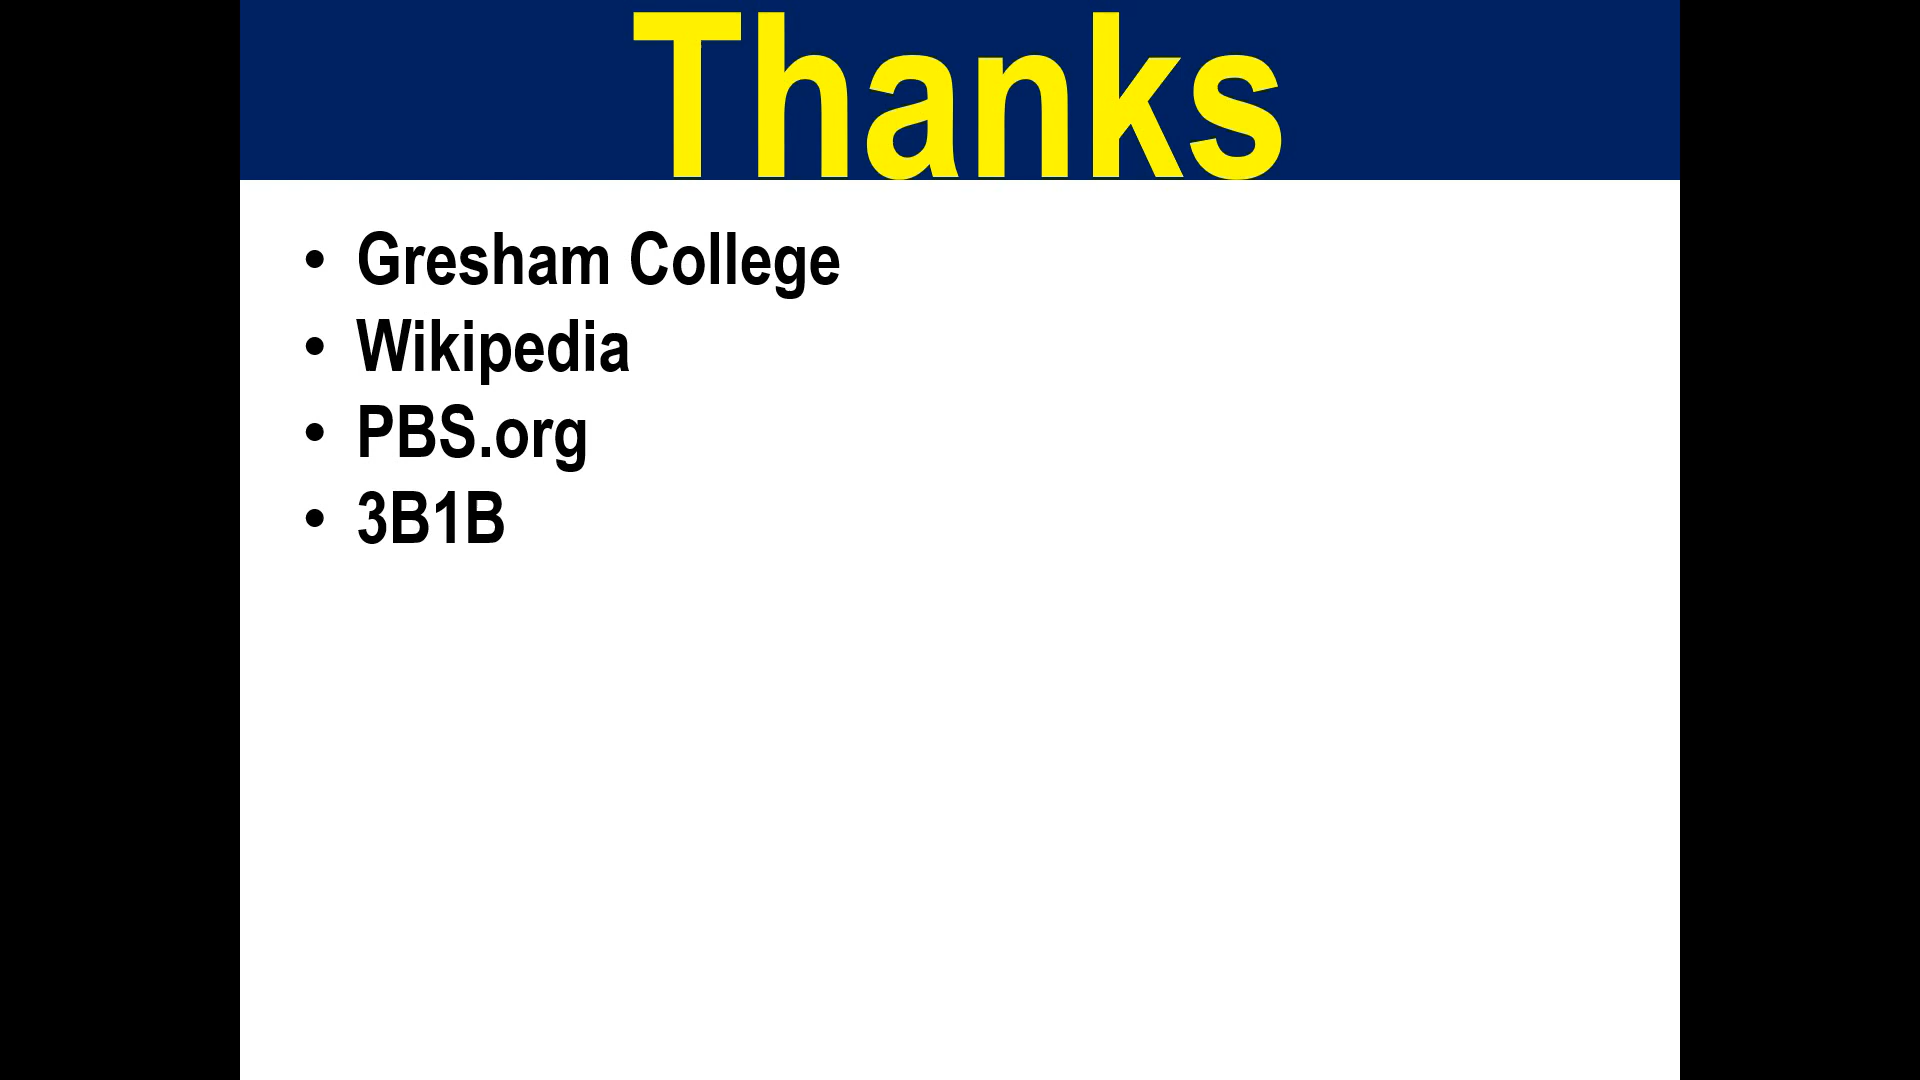 Thanks
• Gresham College
• Wikipedia
• PBS.org
• 3B1B